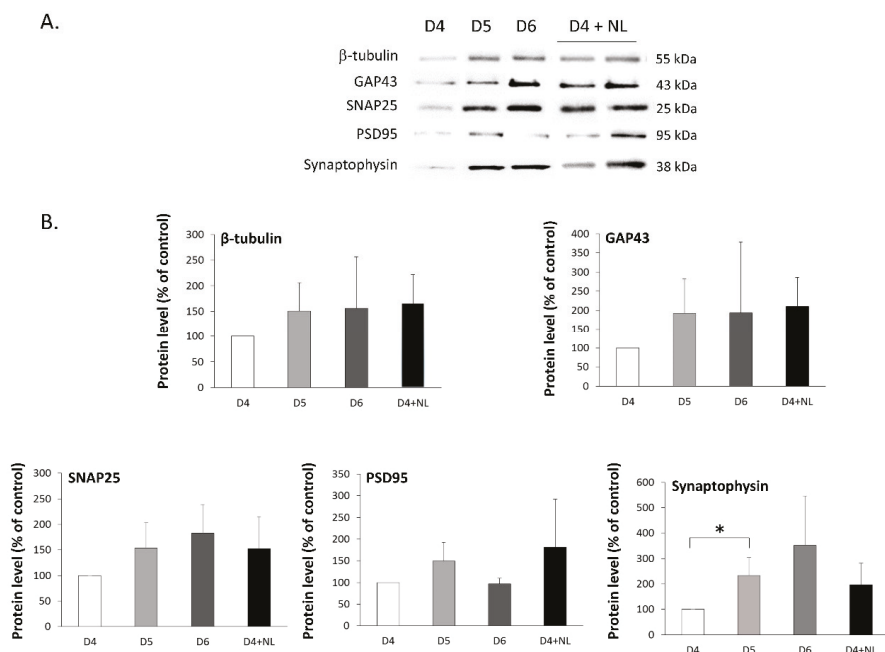 A.
D4 D5 D6 D4 + NL
β-tubulin 55 kDa
GAP43 43 kDa
SNAP25 25 kDa
PSD95 95 kDa
Synaptophysin 38 kDa
B.
β-tubulin
Protein level (% of control)
300
250
200
150
100
50
0
D4 D5 D6 D4+NL
GAP43
Protein level (% of control)
400
350
300
250
200
150
100
50
0
D4 D5 D6 D4+NL
SNAP25
Protein level (% of control)
300
250
200
150
100
50
0
D4 D5 D6 D4+NL
PSD95
Protein level (% of control)
350
300
250
200
150
100
50
0
D4 D5 D6 D4+NL
Synaptophysin
Protein level (% of control)
600
500
400
300
200
100
0
*
D4 D5 D6 D4+NL